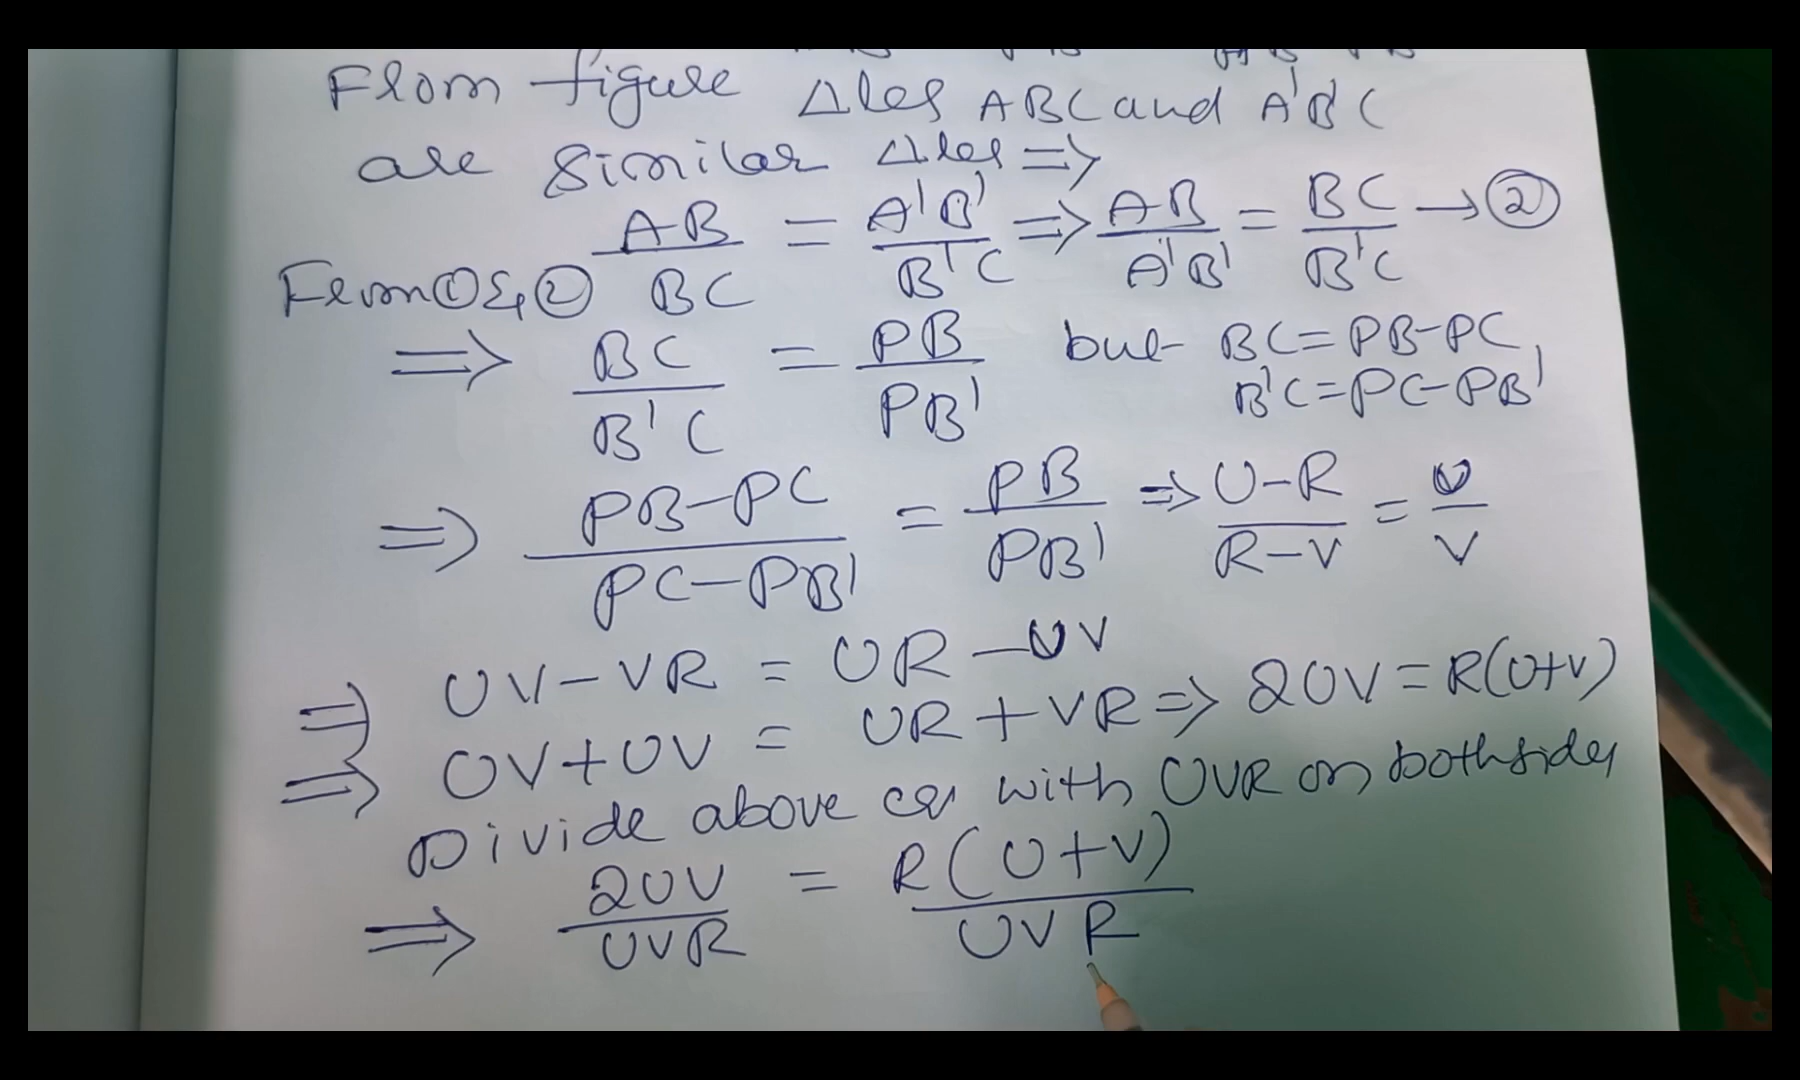 From figure Δles ABC and A'B'C
are similar Δles ⇒
AB/BC = A'B'/B'C ⇒ AB/A'B' = BC/B'C → ②
From ① & ②
⇒ BC/B'C = PB/PB' but BC = PB-PC,
B'C = PC-PB'
⇒ PB-PC/PC-PB' = PB/PB' ⇒ U-R/R-V = U/V
⇒ UV-VR = UR-UV
⇒ UV+UV = UR+VR ⇒ 2UV = R(U+V)
Divide above eq with UVR on bothsides
⇒ 2UV/UVR = R(U+V)/UVR